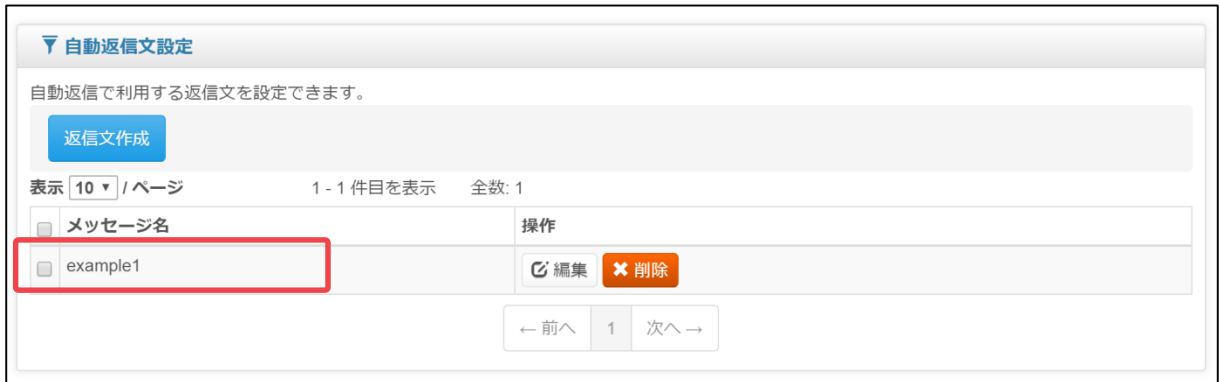 自動返信文設定
自動返信で利用する返信文を設定できます。
返信文作成
表示 10 / ページ 1 - 1 件目を表示 全数: 1
メッセージ名 操作
example1 編集 削除
← 前へ 1 次へ →